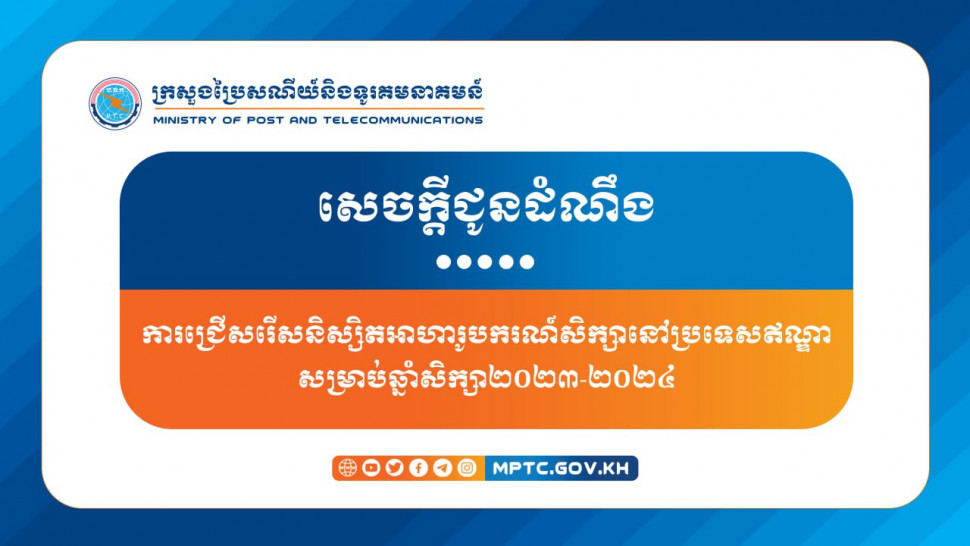 ក្រសួងប្រៃសណីយ៍និងទូរគមនាគមន៍
MINISTRY OF POST AND TELECOMMUNICATIONS
សេចក្តីជូនដំណឹង
ការជ្រើសរើសនិស្សិតអាហារូបករណ៍សិក្សានៅប្រទេសឥណ្ឌា
សម្រាប់ឆ្នាំសិក្សា២០២៣-២០២៤
MPTC.GOV.KH